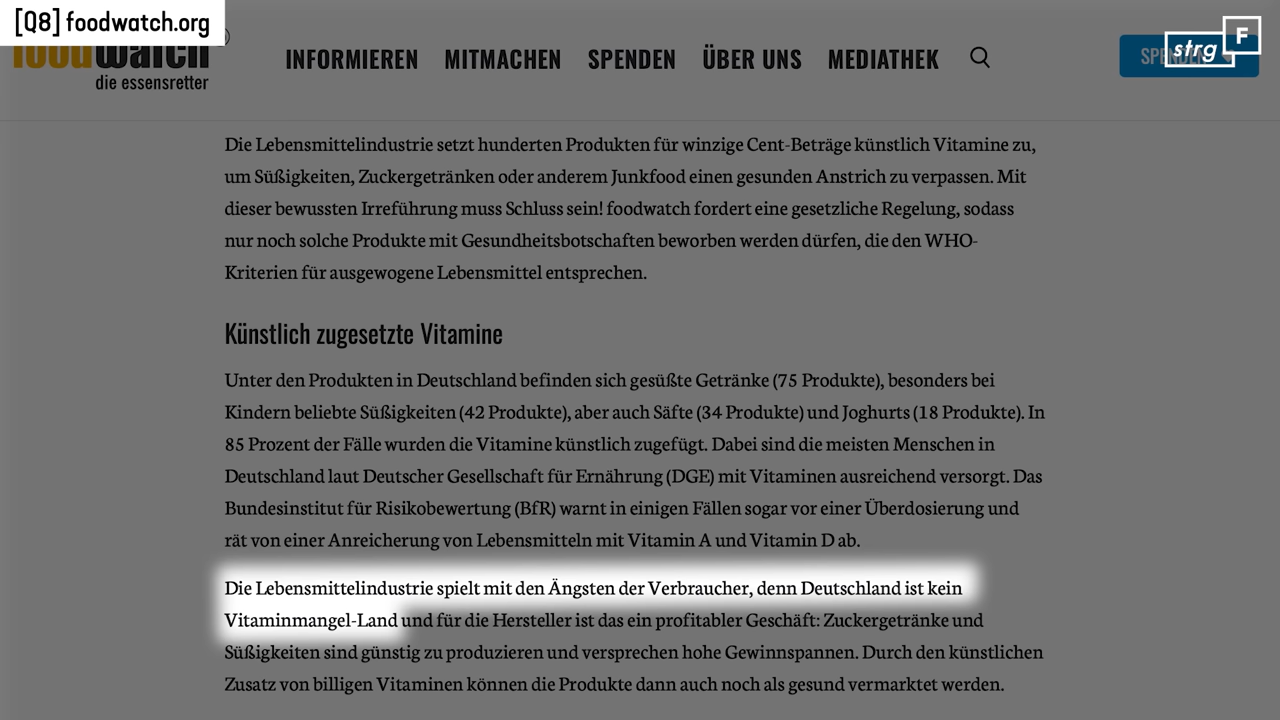 [Q8] foodwatch.org
foodwatch
die essensretter
INFORMIEREN MITMACHEN SPENDEN ÜBER UNS MEDIATHEK
strg F
Die Lebensmittelindustrie setzt hunderten Produkten für winzige Cent-Beträge künstlich Vitamine zu,
um Süßigkeiten, Zuckergetränken oder anderem Junkfood einen gesunden Anstrich zu verpassen. Mit
dieser bewussten Irreführung muss Schluss sein! foodwatch fordert eine gesetzliche Regelung, sodass
nur noch solche Produkte mit Gesundheitsbotschaften beworben werden dürfen, die den WHO-
Kriterien für ausgewogene Lebensmittel entsprechen.
Künstlich zugesetzte Vitamine
Unter den Produkten in Deutschland befinden sich gesüßte Getränke (75 Produkte), besonders bei
Kindern beliebte Süßigkeiten (42 Produkte), aber auch Säfte (34 Produkte) und Joghurts (18 Produkte). In
85 Prozent der Fälle wurden die Vitamine künstlich zugefügt. Dabei sind die meisten Menschen in
Deutschland laut Deutscher Gesellschaft für Ernährung (DGE) mit Vitaminen ausreichend versorgt. Das
Bundesinstitut für Risikobewertung (BfR) warnt in einigen Fällen sogar vor einer Überdosierung und
rät von einer Anreicherung von Lebensmitteln mit Vitamin A und Vitamin D ab.
Die Lebensmittelindustrie spielt mit den Ängsten der Verbraucher, denn Deutschland ist kein
Vitaminmangel-Land und für die Hersteller ist das ein profitabler Geschäft: Zuckergetränke und
Süßigkeiten sind günstig zu produzieren und versprechen hohe Gewinnspannen. Durch den künstlichen
Zusatz von billigen Vitaminen können die Produkte dann auch noch als gesund vermarktet werden.